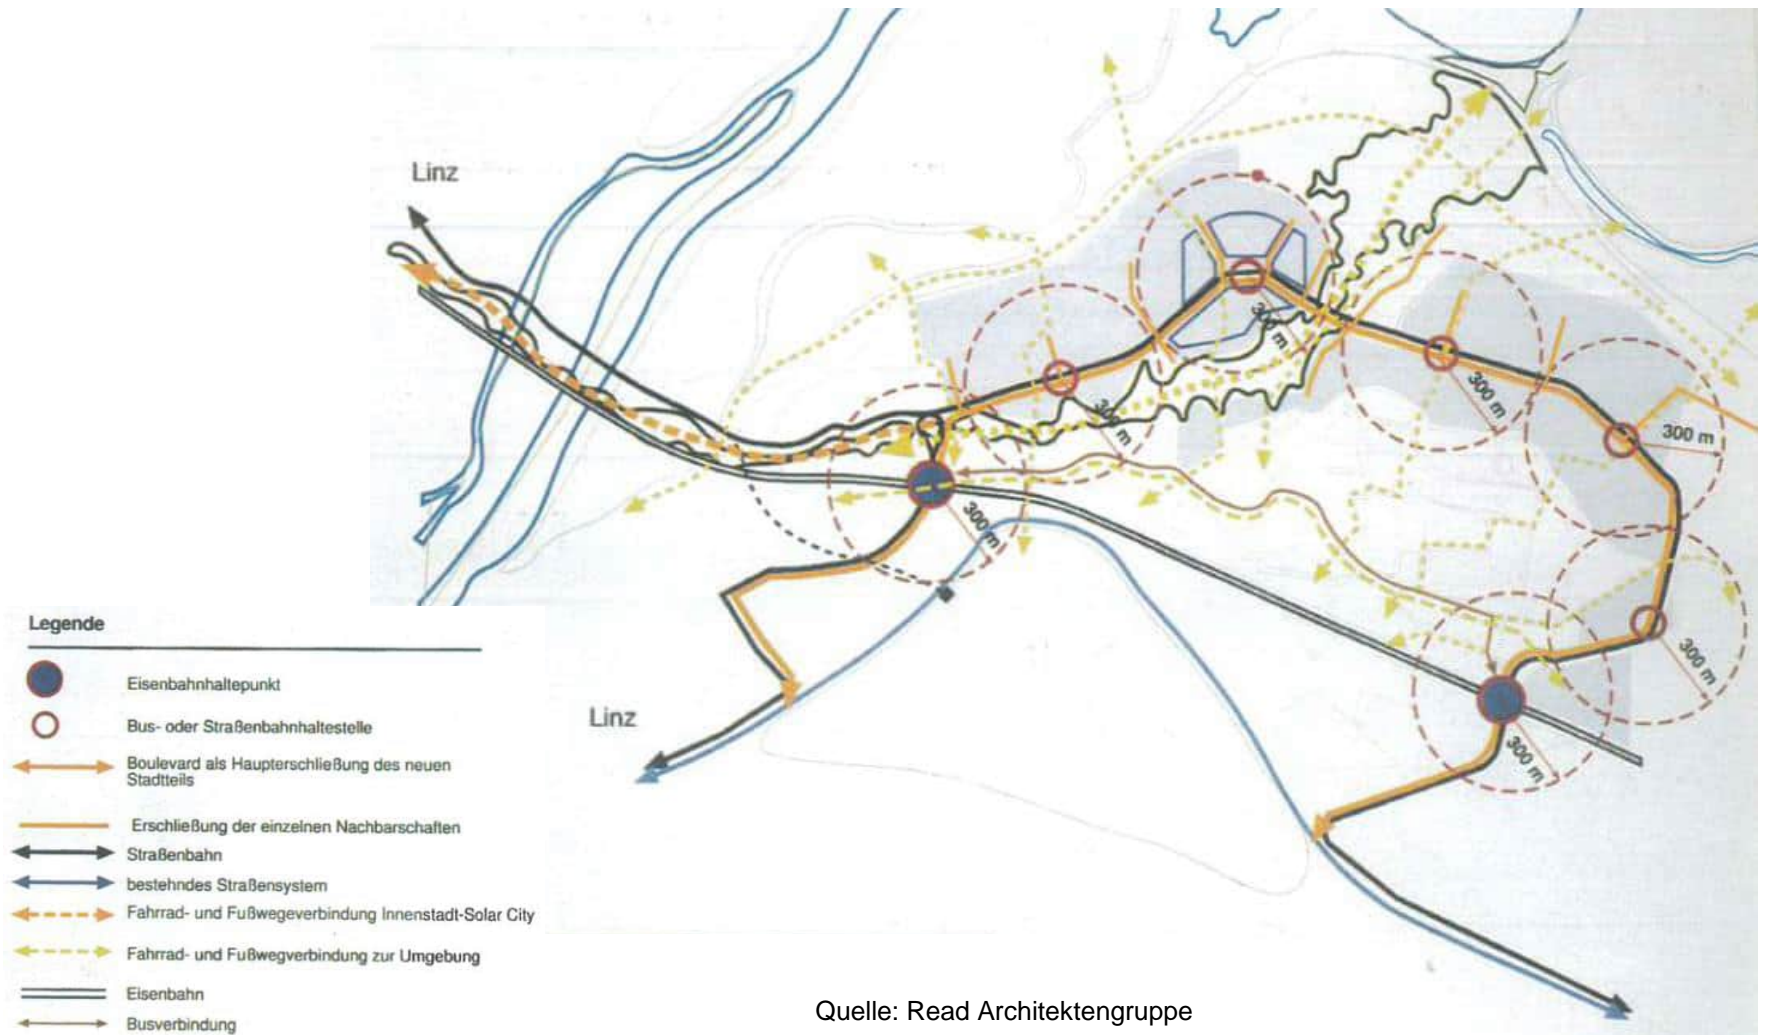 Linz
300 m
300 m
300 m
300 m
300 m
300 m
300 m
Linz
Legende
Eisenbahnhaltepunkt
Bus- oder Straßenbahnhaltestelle
Boulevard als Haupterschließung des neuen
Stadtteils
Erschließung der einzelnen Nachbarschaften
Straßenbahn
bestehndes Straßensystem
Fahrrad- und Fußwegeverbindung Innenstadt-Solar City
Fahrrad- und Fußwegverbindung zur Umgebung
Eisenbahn
Busverbindung
Quelle: Read Architektengruppe